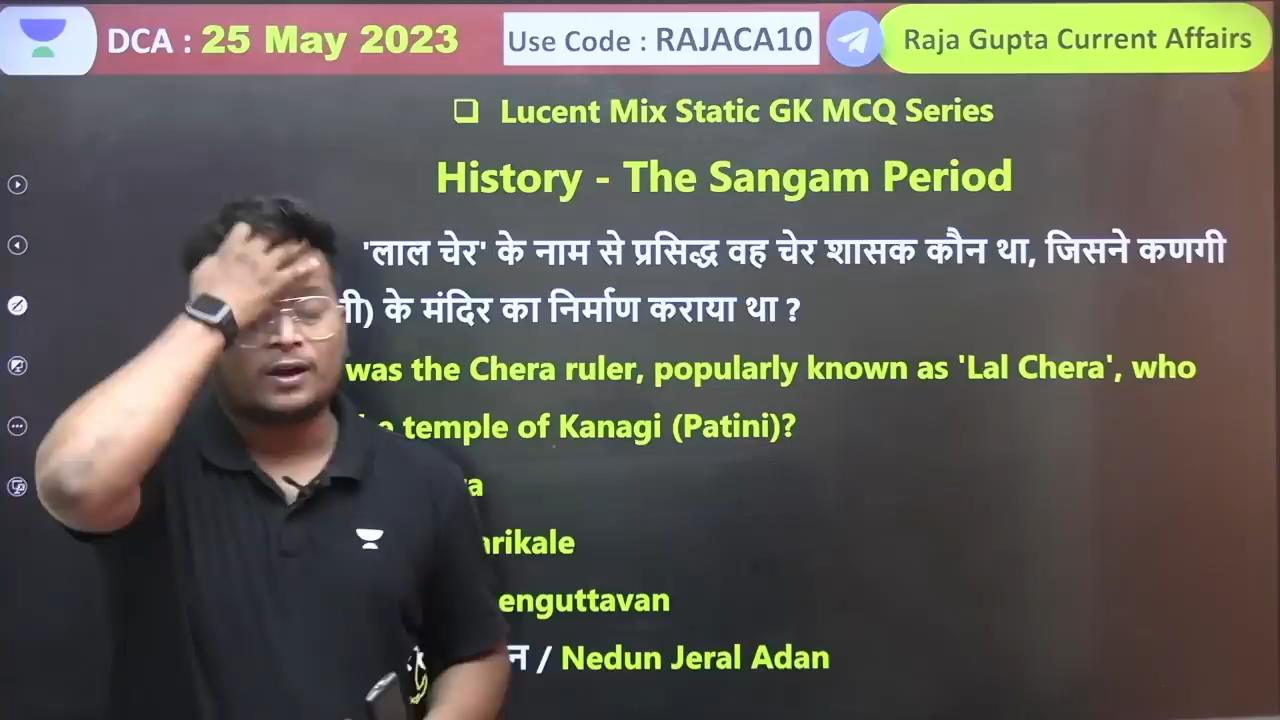 DCA : 25 May 2023
Use Code : RAJACA10
Raja Gupta Current Affairs
Lucent Mix Static GK MCQ Series
History - The Sangam Period
'लाल चेर' के नाम से प्रसिद्ध वह चेर शासक कौन था, जिसने कणगी
के मंदिर का निर्माण कराया था ?
was the Chera ruler, popularly known as 'Lal Chera', who
temple of Kanagi (Patini)?
/ Nedun Jeral Adan